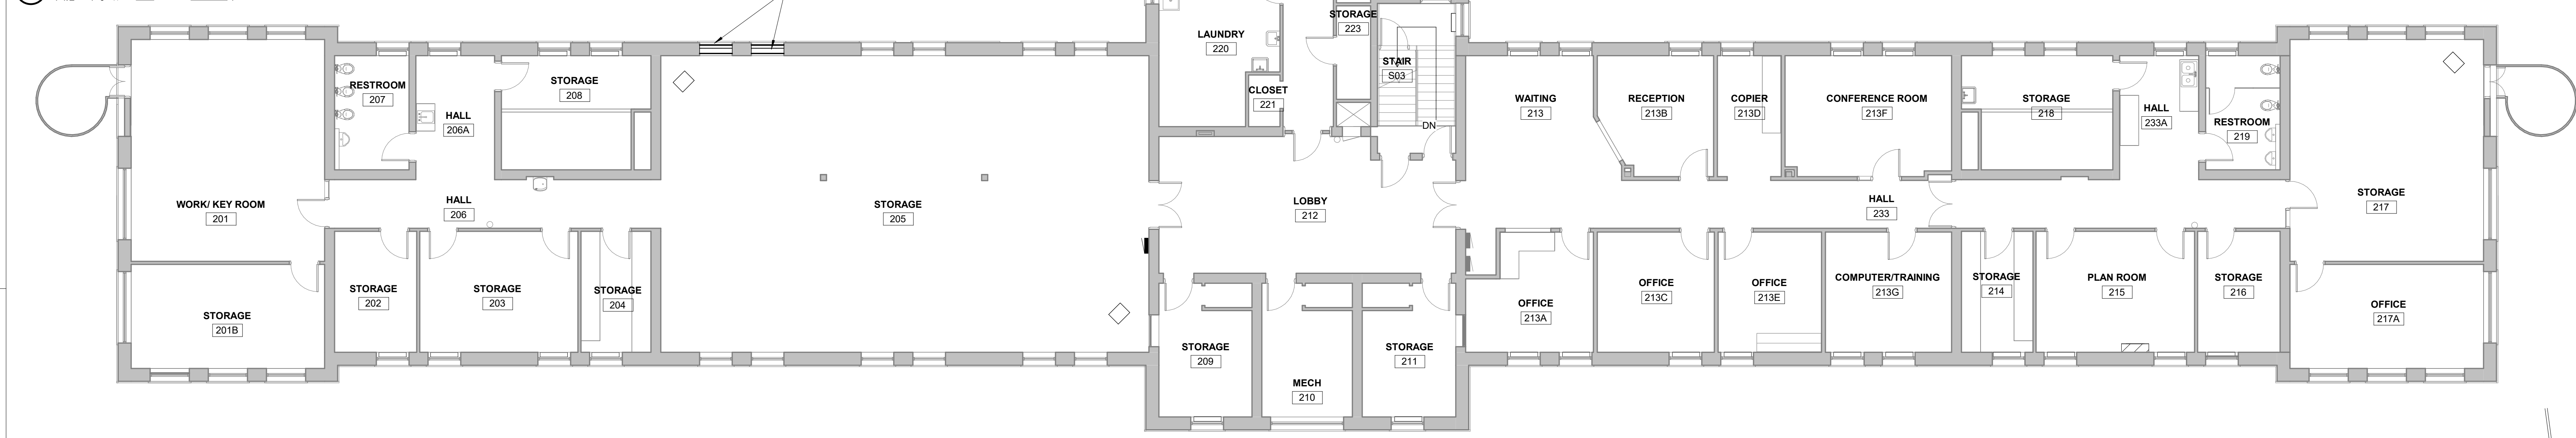 STORAGE
223
LAUNDRY
220
STAIR
S03
RESTROOM
207
STORAGE
208
CLOSET
221
HALL
206A
DN
WAITING
213
RECEPTION
213B
COPIER
213D
CONFERENCE ROOM
213F
STORAGE
218
HALL
233A
RESTROOM
219
WORK/ KEY ROOM
201
HALL
206
STORAGE
205
LOBBY
212
HALL
233
STORAGE
217
STORAGE
201B
STORAGE
202
STORAGE
203
STORAGE
204
STORAGE
209
MECH
210
STORAGE
211
OFFICE
213A
OFFICE
213C
OFFICE
213E
COMPUTER/TRAINING
213G
STORAGE
214
PLAN ROOM
215
STORAGE
216
OFFICE
217A